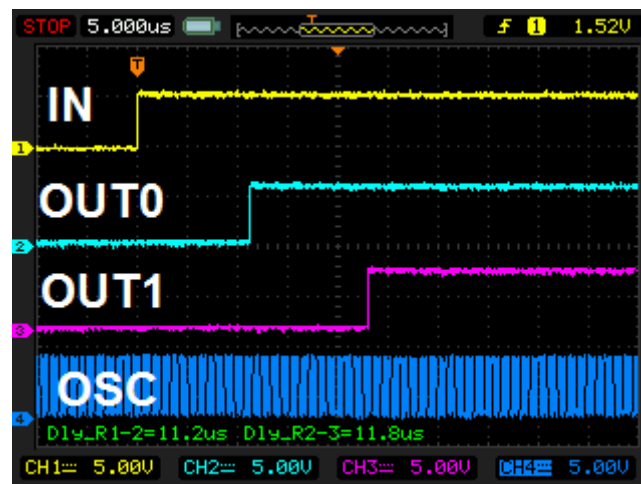 STOP 5.000us T f 1 1.52V
T
IN
1
OUT0
2
OUT1
3
OSC
4
Dly_R1-2=11.2us Dly_R2-3=11.8us
CH1 5.00V CH2 5.00V CH3 5.00V CH4 5.00V